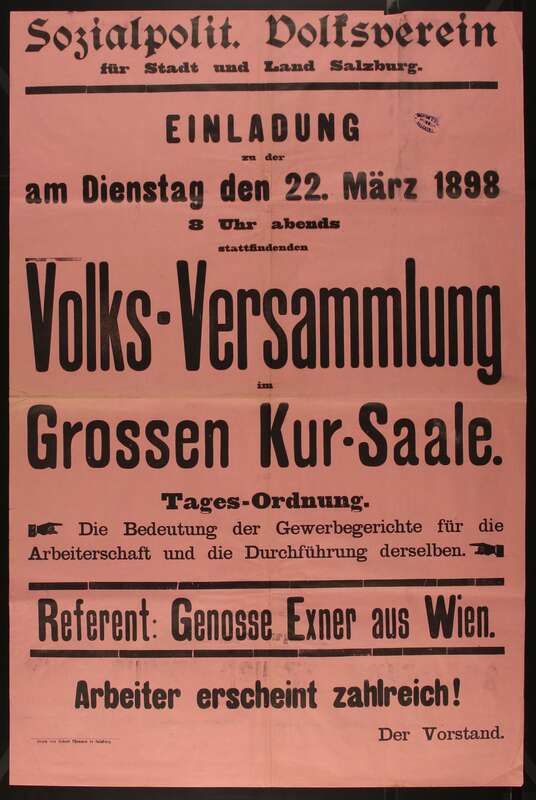 Sozialpolit. Volksverein
für Stadt und Land Salzburg.
EINLADUNG
zu der
am Dienstag den 22. März 1898
8 Uhr abends
stattfindenden
Volks-Versammlung
im
Grossen Kur-Saale.
Tages-Ordnung.
Die Bedeutung der Gewerbegerichte für die
Arbeiterschaft und die Durchführung derselben.
Referent: Genosse Exner aus Wien.
Arbeiter erscheint zahlreich!
Der Vorstand.